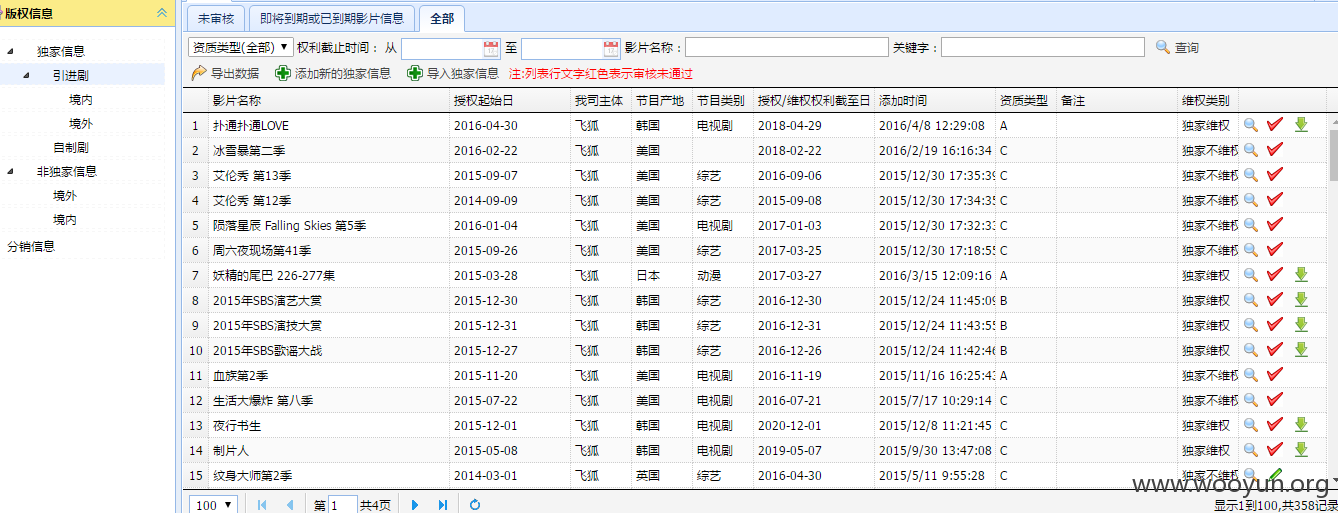 版权信息
独家信息
引进剧
境内
境外
自制剧
非独家信息
境外
境内
分销信息
未审核 即将到期或已到期影片信息 全部
资质类型(全部) 权利截止时间： 从 至 影片名称： 关键字： 查询
导出数据 添加新的独家信息 导入独家信息 注:列表行文字红色表示审核未通过
影片名称 授权起始日 我司主体 节目产地 节目类别 授权/维权权利截至日 添加时间 资质类型 备注 维权类别
1 扑通扑通LOVE 2016-04-30 飞狐 韩国 电视剧 2018-04-29 2016/4/8 12:29:08 A 独家维权
2 冰雪暴第二季 2016-02-22 飞狐 美国 2018-02-22 2016/2/19 16:16:34 C 独家不维权
3 艾伦秀 第13季 2015-09-07 飞狐 美国 综艺 2016-09-06 2015/12/30 17:35:39 C 独家不维权
4 艾伦秀 第12季 2014-09-09 飞狐 美国 综艺 2015-09-08 2015/12/30 17:34:35 C 独家不维权
5 陨落星辰 Falling Skies 第5季 2016-01-04 飞狐 美国 电视剧 2017-01-03 2015/12/30 17:32:33 C 独家不维权
6 周六夜现场第41季 2015-09-26 飞狐 美国 综艺 2017-03-25 2015/12/30 17:18:55 C 独家不维权
7 妖精的尾巴 226-277集 2015-03-28 飞狐 日本 动漫 2017-03-27 2016/3/15 12:09:16 A 独家维权
8 2015年SBS演艺大赏 2015-12-30 飞狐 韩国 综艺 2016-12-30 2015/12/24 11:45:09 B 独家维权
9 2015年SBS演技大赏 2015-12-31 飞狐 韩国 综艺 2016-12-31 2015/12/24 11:43:55 B 独家维权
10 2015年SBS歌谣大战 2015-12-27 飞狐 韩国 综艺 2016-12-26 2015/12/24 11:42:46 B 独家维权
11 血族第2季 2015-11-20 飞狐 美国 电视剧 2016-11-19 2015/11/16 16:25:43 A 独家不维权
12 生活大爆炸 第八季 2015-07-22 飞狐 美国 电视剧 2016-07-21 2015/7/17 10:29:14 C 独家不维权
13 夜行书生 2015-12-01 飞狐 韩国 电视剧 2020-12-01 2015/12/8 11:21:45 C 独家维权
14 制片人 2015-05-08 飞狐 韩国 电视剧 2019-05-07 2015/9/30 13:47:08 C 独家维权
15 纹身大师第2季 2014-03-01 飞狐 英国 综艺 2016-04-30 2015/5/11 9:55:28 C 独家不维权
www.wooyun.org
100 第 1 共4页 显示1到100,共358记录